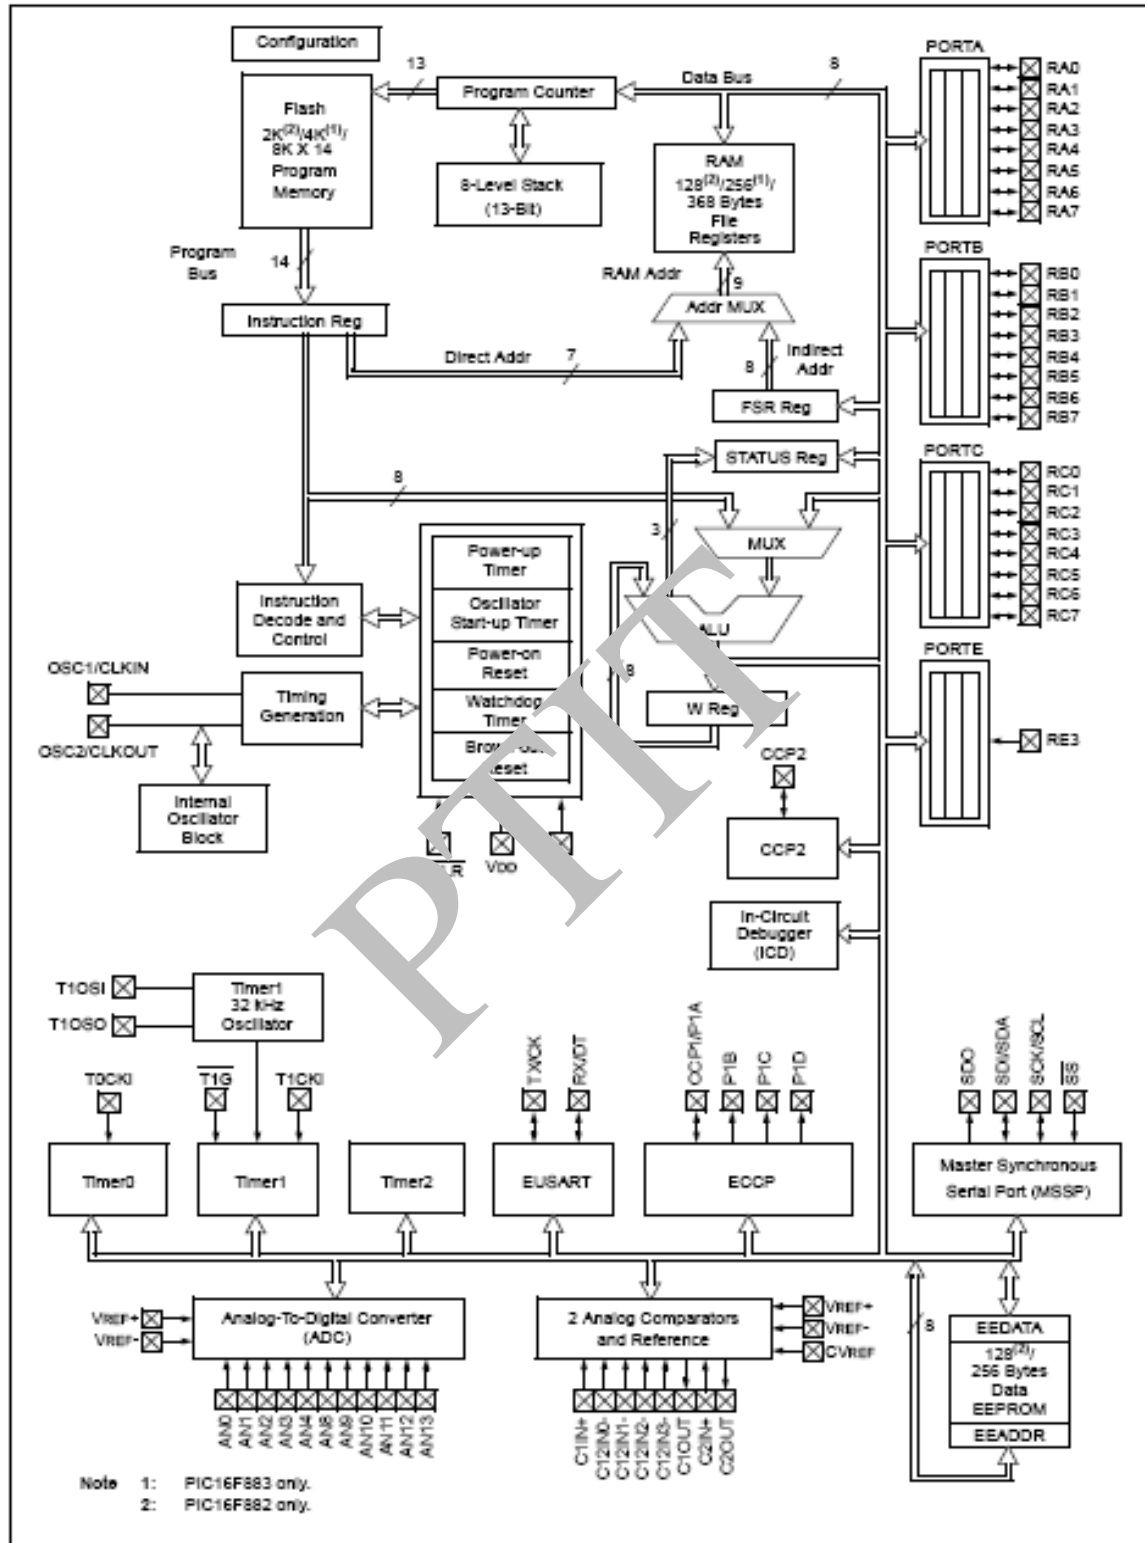 Configuration
13
Program Counter
Data Bus
8
PORTA
RA0
RA1
RA2
RA3
RA4
RA5
RA6
RA7
Flash
2K(2)/4K(1)/
8K X 14
Program
Memory
8-Level Stack
(13-Bit)
RAM
128(2)/256(1)/
368 Bytes
File
Registers
Program
Bus
14
RAM Addr
9
PORTB
RB0
RB1
RB2
RB3
RB4
RB5
RB6
RB7
Instruction Reg
Addr MUX
Direct Addr
7
8
Indirect
Addr
FSR Reg
STATUS Reg
PORTC
RC0
RC1
RC2
RC3
RC4
RC5
RC6
RC7
8
3
MUX
Power-up
Timer
Oscillator
Start-up Timer
Power-on
Reset
Watchdog
Timer
Instruction
Decode and
Control
ALU
8
W Reg
PORTE
RE3
OSC1/CLKIN
OSC2/CLKOUT
Timing
Generation
Internal
Oscillator
Block
VDD
CCP2
CCP2
In-Circuit
Debugger
(ICD)
PTIT
T1OSI
T1OSO
Timer1
32 kHz
Oscillator
T0CKI
T1G
T1CKI
TX/CK
RX/DT
CCP1/P1A
P1B
P1C
P1D
SDO
SDI/SDA
SCK/SCL
SS
Timer0
Timer1
Timer2
EUSART
ECCP
Master Synchronous
Serial Port (MSSP)
VREF+
VREF-
Analog-To-Digital Converter
(ADC)
2 Analog Comparators
and Reference
VREF+
VREF-
CVREF
8
EEDATA
128(2)/
256 Bytes
Data
EEPROM
EEADDR
AN0
AN1
AN2
AN3
AN4
AN8
AN9
AN10
AN11
AN12
AN13
C1IN+
C12IN0-
C12IN1-
C12IN2-
C12IN3-
C1OUT
C2IN+
C2OUT
Note 1: PIC16F883 only.
2: PIC16F882 only.